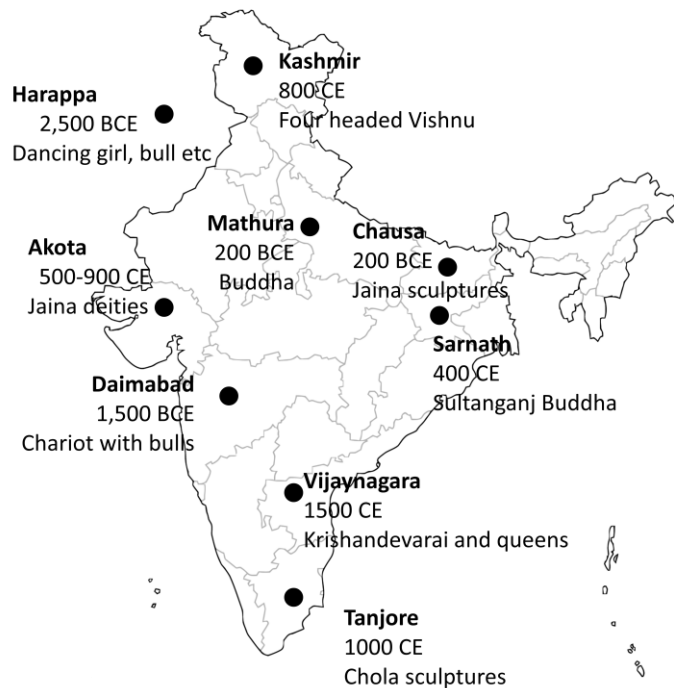 Kashmir
800 CE
Four headed Vishnu
Harappa
2,500 BCE
Dancing girl, bull etc
Mathura
200 BCE
Buddha
Chausa
200 BCE
Jaina sculptures
Akota
500-900 CE
Jaina deities
Sarnath
400 CE
Sultanganj Buddha
Daimabad
1,500 BCE
Chariot with bulls
Vijaynagara
1500 CE
Krishandevarai and queens
Tanjore
1000 CE
Chola sculptures